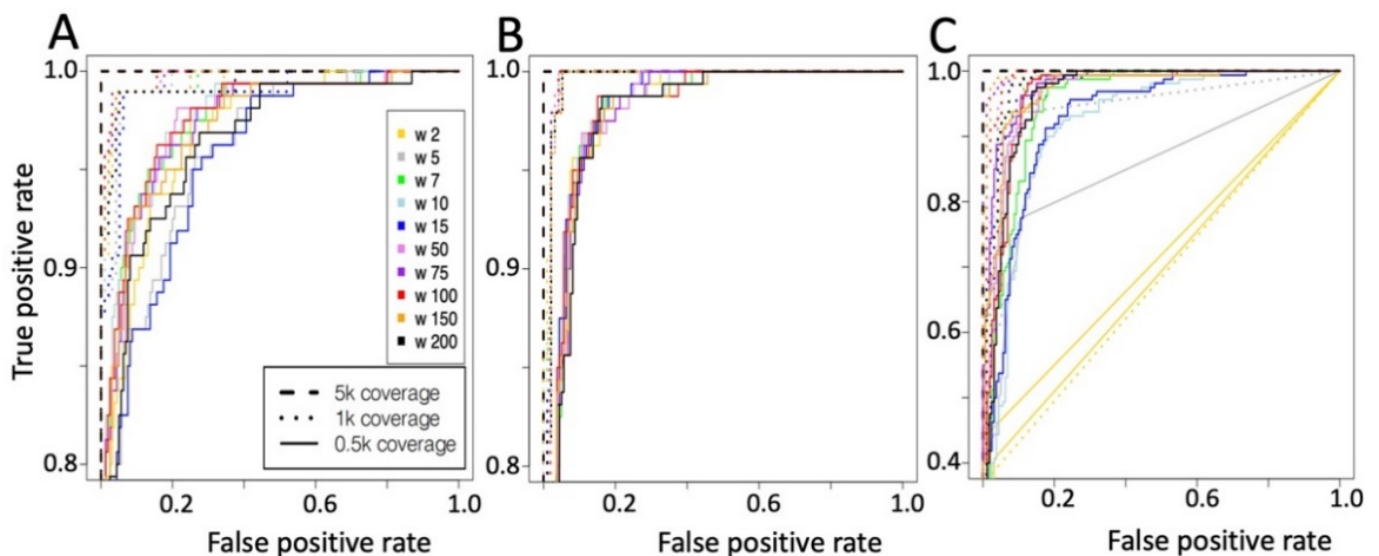 A
B
C
True positive rate
1.0
0.9
0.8
w 2
w 5
w 7
w 10
w 15
w 50
w 75
w 100
w 150
w 200
5k coverage
1k coverage
0.5k coverage
0.2
0.6
1.0
False positive rate
1.0
0.9
0.8
0.2
0.6
1.0
False positive rate
1.0
0.8
0.6
0.4
0.2
0.6
1.0
False positive rate